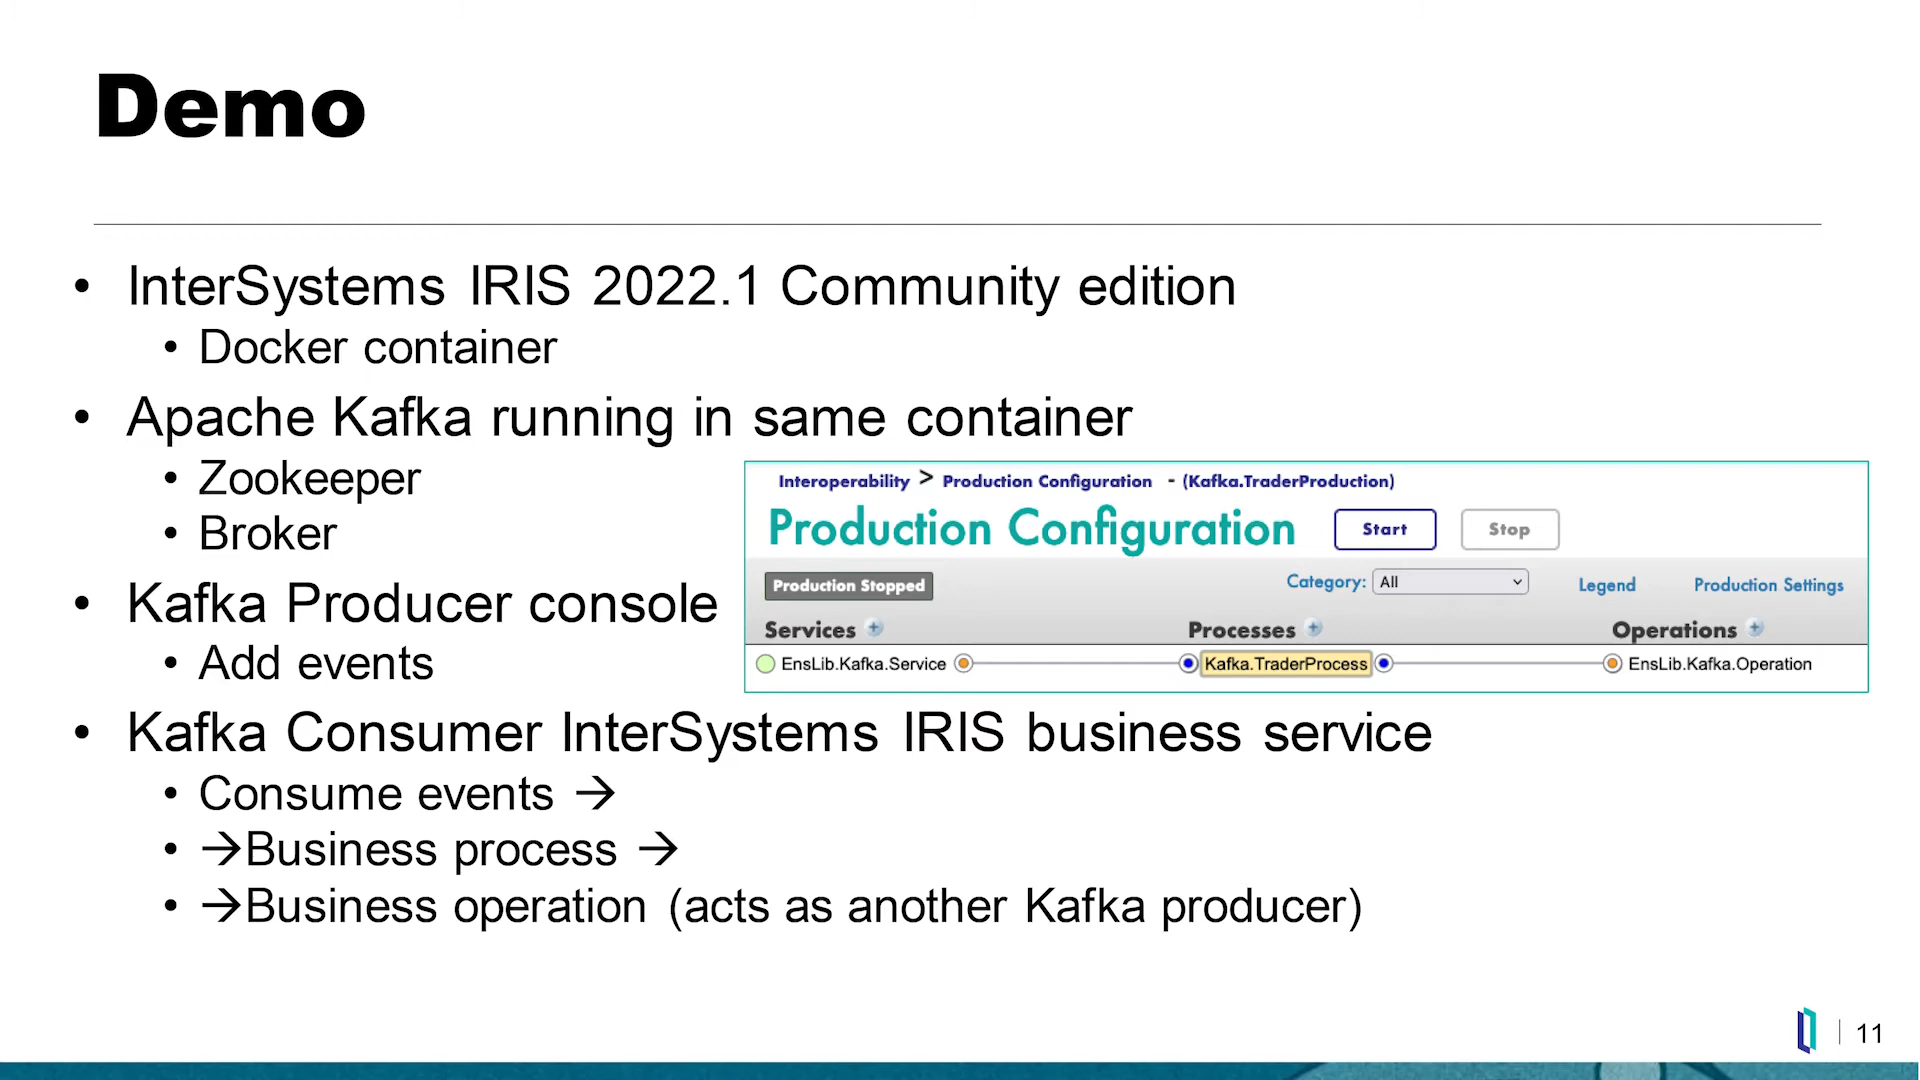 Demo
• InterSystems IRIS 2022.1 Community edition
• Docker container
• Apache Kafka running in same container
• Zookeeper
• Broker
• Kafka Producer console
• Add events
Interoperability > Production Configuration - (Kafka.TraderProduction)
Production Configuration Start Stop
Production Stopped Category: All Legend Production Settings
Services + Processes + Operations +
EnsLib.Kafka.Service Kafka.TraderProcess EnsLib.Kafka.Operation
• Kafka Consumer InterSystems IRIS business service
• Consume events →
• →Business process →
• →Business operation (acts as another Kafka producer)
11